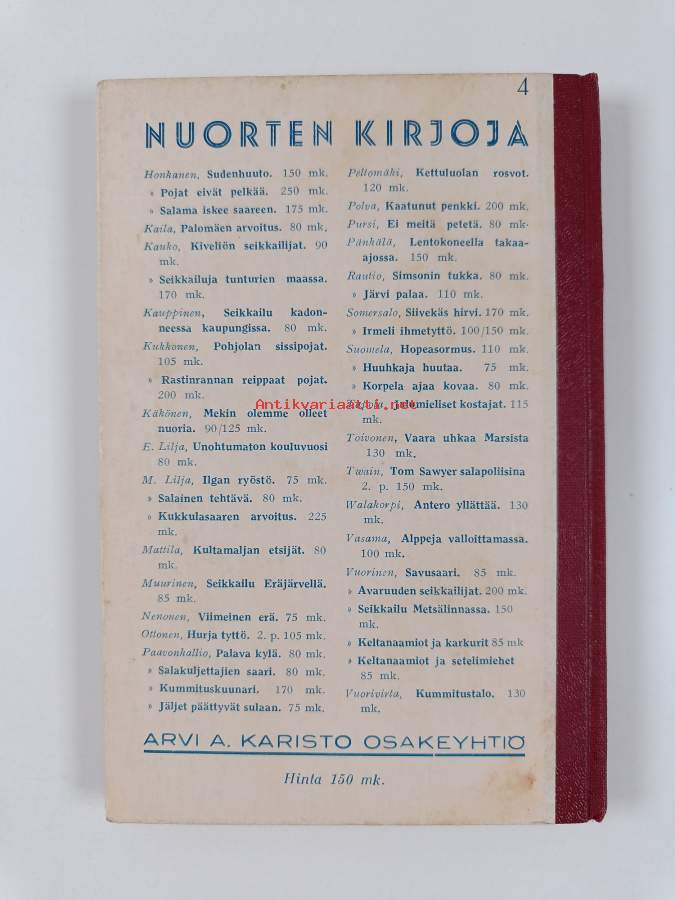 4
NUORTEN KIRJOJA
Honkanen, Sudenhuuto. 150 mk.
» Pojat eivät pelkää. 250 mk.
» Salama iskee saareen. 175 mk.
Kaila, Palomäen arvoitus. 80 mk.
Kauko, Kiveliön seikkailijat. 90
mk.
» Seikkailuja tunturien maassa.
170 mk.
Kauppinen, Seikkailu kadon-
neessa kaupungissa. 80 mk.
Kukkonen, Pohjolan sissipojat.
105 mk.
» Rastinrannan reippaat pojat.
200 mk.
Käkönen, Mekin olemme olleet
nuoria. 90/125 mk.
E. Lilja, Unohtumaton kouluvuosi
80 mk.
M. Lilja, Ilgan ryöstö. 75 mk.
» Salainen tehtävä. 80 mk.
» Kukkulasaaren arvoitus. 225
mk.
Mattila, Kultamaljan etsijät. 80
mk.
Muurinen, Seikkailu Eräjärvellä.
85 mk.
Nenonen, Viimeinen erä. 75 mk.
Ottonen, Hurja tyttö. 2. p. 105 mk.
Paavonhallio, Palava kylä. 80 mk.
» Salakuljettajien saari. 80 mk.
» Kummituskuunari. 170 mk.
» Jäljet päättyvät sulaan. 75 mk.
Peltomäki, Kettuluolan rosvot.
120 mk.
Polva, Kaatunut penkki. 200 mk.
Pursi, Ei meitä petetä. 80 mk.
Pänkälä, Lentokoneella takaa-
ajossa. 150 mk.
Rautio, Simsonin tukka. 80 mk.
» Järvi palaa. 110 mk.
Somersalo, Siivekäs hirvi. 170 mk.
» Irmeli ihmetyttö. 100/150 mk.
Suomela, Hopeasormus. 110 mk.
» Huuhkaja huutaa. 75 mk.
» Korpela ajaa kovaa. 80 mk.
Julmieliset kostajat. 115
mk.
Toivonen, Vaara uhkaa Marsista
130 mk.
Twain, Tom Sawyer salapoliisina
2. p. 150 mk.
Walakorpi, Antero yllättää. 130
mk.
Vasama, Alppeja valloittamassa.
100 mk.
Vuorinen, Savusaari. 85 mk.
» Avaruuden seikkailijat. 200 mk.
» Seikkailu Metsälinnassa. 150
mk.
» Keltanaamiot ja karkurit 85 mk
» Keltanaamiot ja setelimiehet
85 mk.
Vuorivirta, Kummitustalo. 130
mk.
Antikvariaatti.net
ARVI A. KARISTO OSAKEYHTIÖ
Hinta 150 mk.